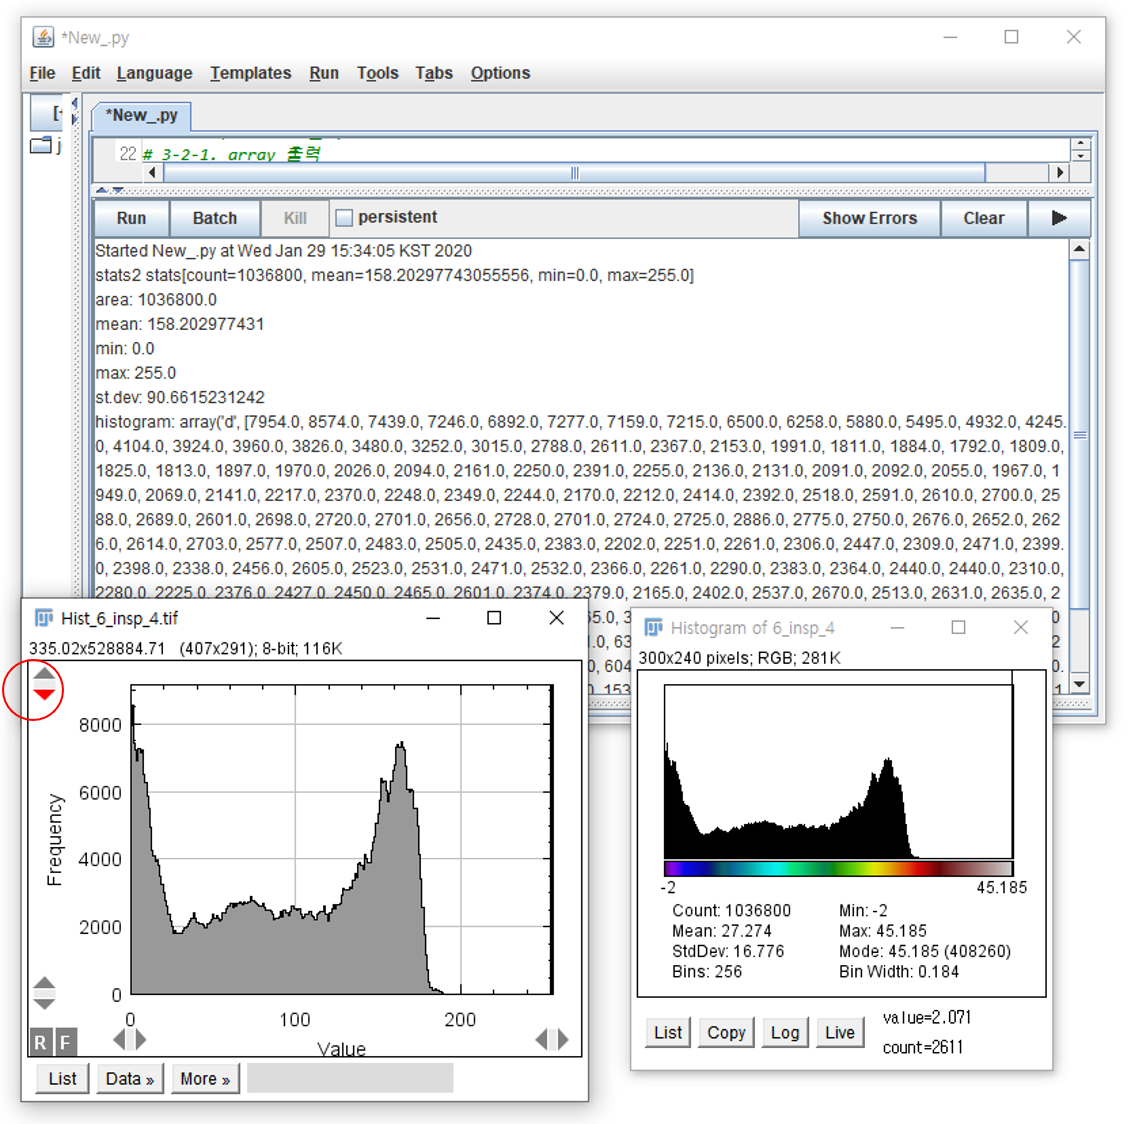 *New_.py
File Edit Language Templates Run Tools Tabs Options
[-
*New_.py
j
22 # 3-2-1. array 출력
Run Batch Kill persistent Show Errors Clear
Started New_.py at Wed Jan 29 15:34:05 KST 2020
stats2 stats[count=1036800, mean=158.20297743055556, min=0.0, max=255.0]
area: 1036800.0
mean: 158.202977431
min: 0.0
max: 255.0
st.dev: 90.6615231242
histogram: array('d', [7954.0, 8574.0, 7439.0, 7246.0, 6892.0, 7277.0, 7159.0, 7215.0, 6500.0, 6258.0, 5880.0, 5495.0, 4932.0, 4245.
0, 4104.0, 3924.0, 3960.0, 3826.0, 3480.0, 3252.0, 3015.0, 2788.0, 2611.0, 2367.0, 2153.0, 1991.0, 1811.0, 1884.0, 1792.0, 1809.0,
1825.0, 1813.0, 1897.0, 1970.0, 2026.0, 2094.0, 2161.0, 2250.0, 2391.0, 2255.0, 2136.0, 2131.0, 2091.0, 2092.0, 2055.0, 1967.0, 1
949.0, 2069.0, 2141.0, 2217.0, 2370.0, 2248.0, 2349.0, 2244.0, 2170.0, 2212.0, 2414.0, 2392.0, 2518.0, 2591.0, 2610.0, 2700.0, 25
88.0, 2689.0, 2601.0, 2698.0, 2720.0, 2701.0, 2656.0, 2728.0, 2701.0, 2724.0, 2725.0, 2886.0, 2775.0, 2750.0, 2676.0, 2652.0, 262
6.0, 2614.0, 2703.0, 2577.0, 2507.0, 2483.0, 2505.0, 2435.0, 2383.0, 2202.0, 2251.0, 2261.0, 2306.0, 2447.0, 2309.0, 2471.0, 2399.
0, 2398.0, 2338.0, 2456.0, 2605.0, 2523.0, 2531.0, 2471.0, 2532.0, 2366.0, 2261.0, 2290.0, 2383.0, 2364.0, 2440.0, 2440.0, 2310.0,
2280.0, 2225.0, 2376.0, 2427.0, 2450.0, 2465.0, 2601.0, 2374.0, 2379.0, 2165.0, 2402.0, 2537.0, 2670.0, 2513.0, 2631.0, 2635.0, 2
Hist_6_insp_4.tif
335.02x528884.71 (407x291); 8-bit; 116K
8000
6000
4000
2000
0
Frequency
0 100 200
Value
R F
List Data » More »
Histogram of 6_insp_4
300x240 pixels; RGB; 281K
-2 45.185
Count: 1036800 Min: -2
Mean: 27.274 Max: 45.185
StdDev: 16.776 Mode: 45.185 (408260)
Bins: 256 Bin Width: 0.184
List Copy Log Live
value=2.071
count=2611